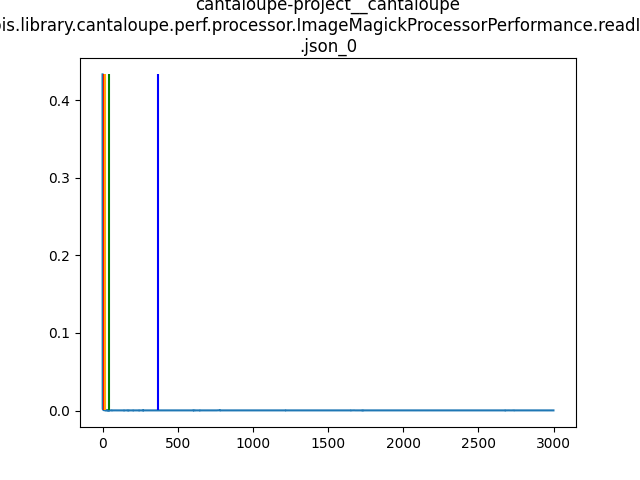 cantaloupe-project__cantaloupe
is.library.cantaloupe.perf.processor.ImageMagickProcessorPerformance.readI
.json_0
0.4
0.3
0.2
0.1
0.0
0 500 1000 1500 2000 2500 3000